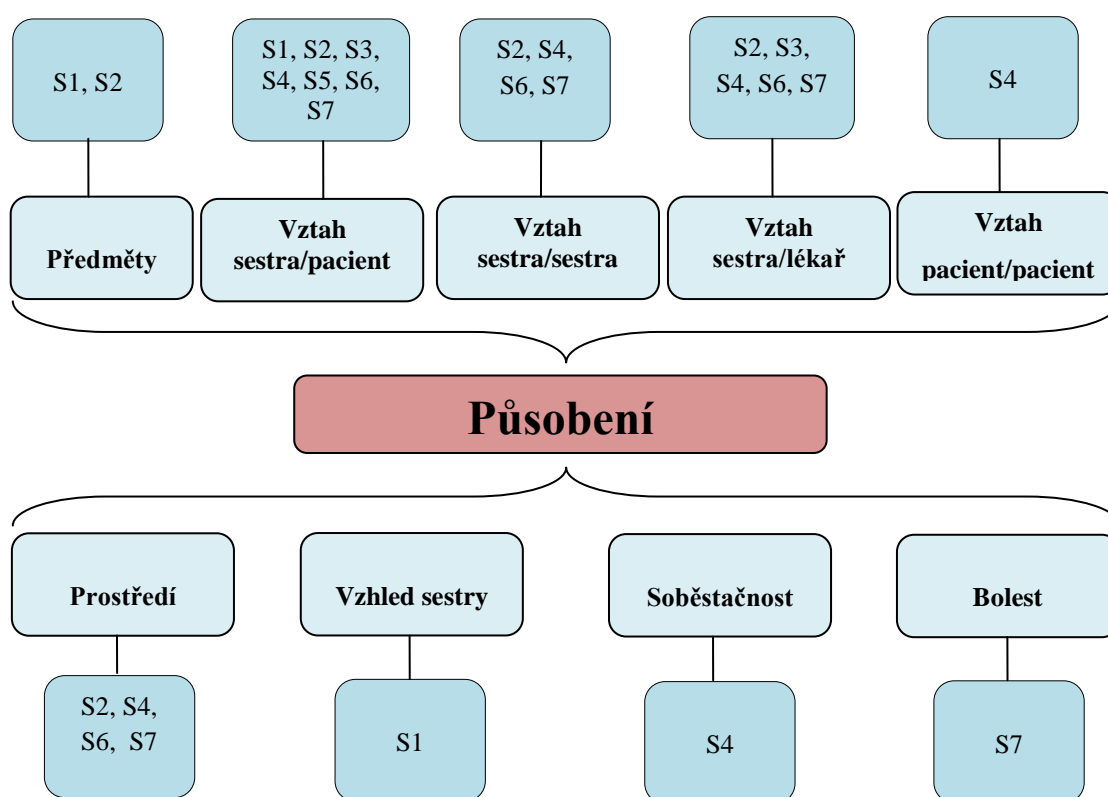 S1, S2
S1, S2, S3,
S4, S5, S6,
S7
S2, S4,
S6, S7
S2, S3,
S4, S6, S7
S4
Předměty
Vztah
sestra/pacient
Vztah
sestra/sestra
Vztah
sestra/lékař
Vztah
pacient/pacient
Působení
Prostředí
Vzhled sestry
Soběstačnost
Bolest
S2, S4,
S6, S7
S1
S4
S7